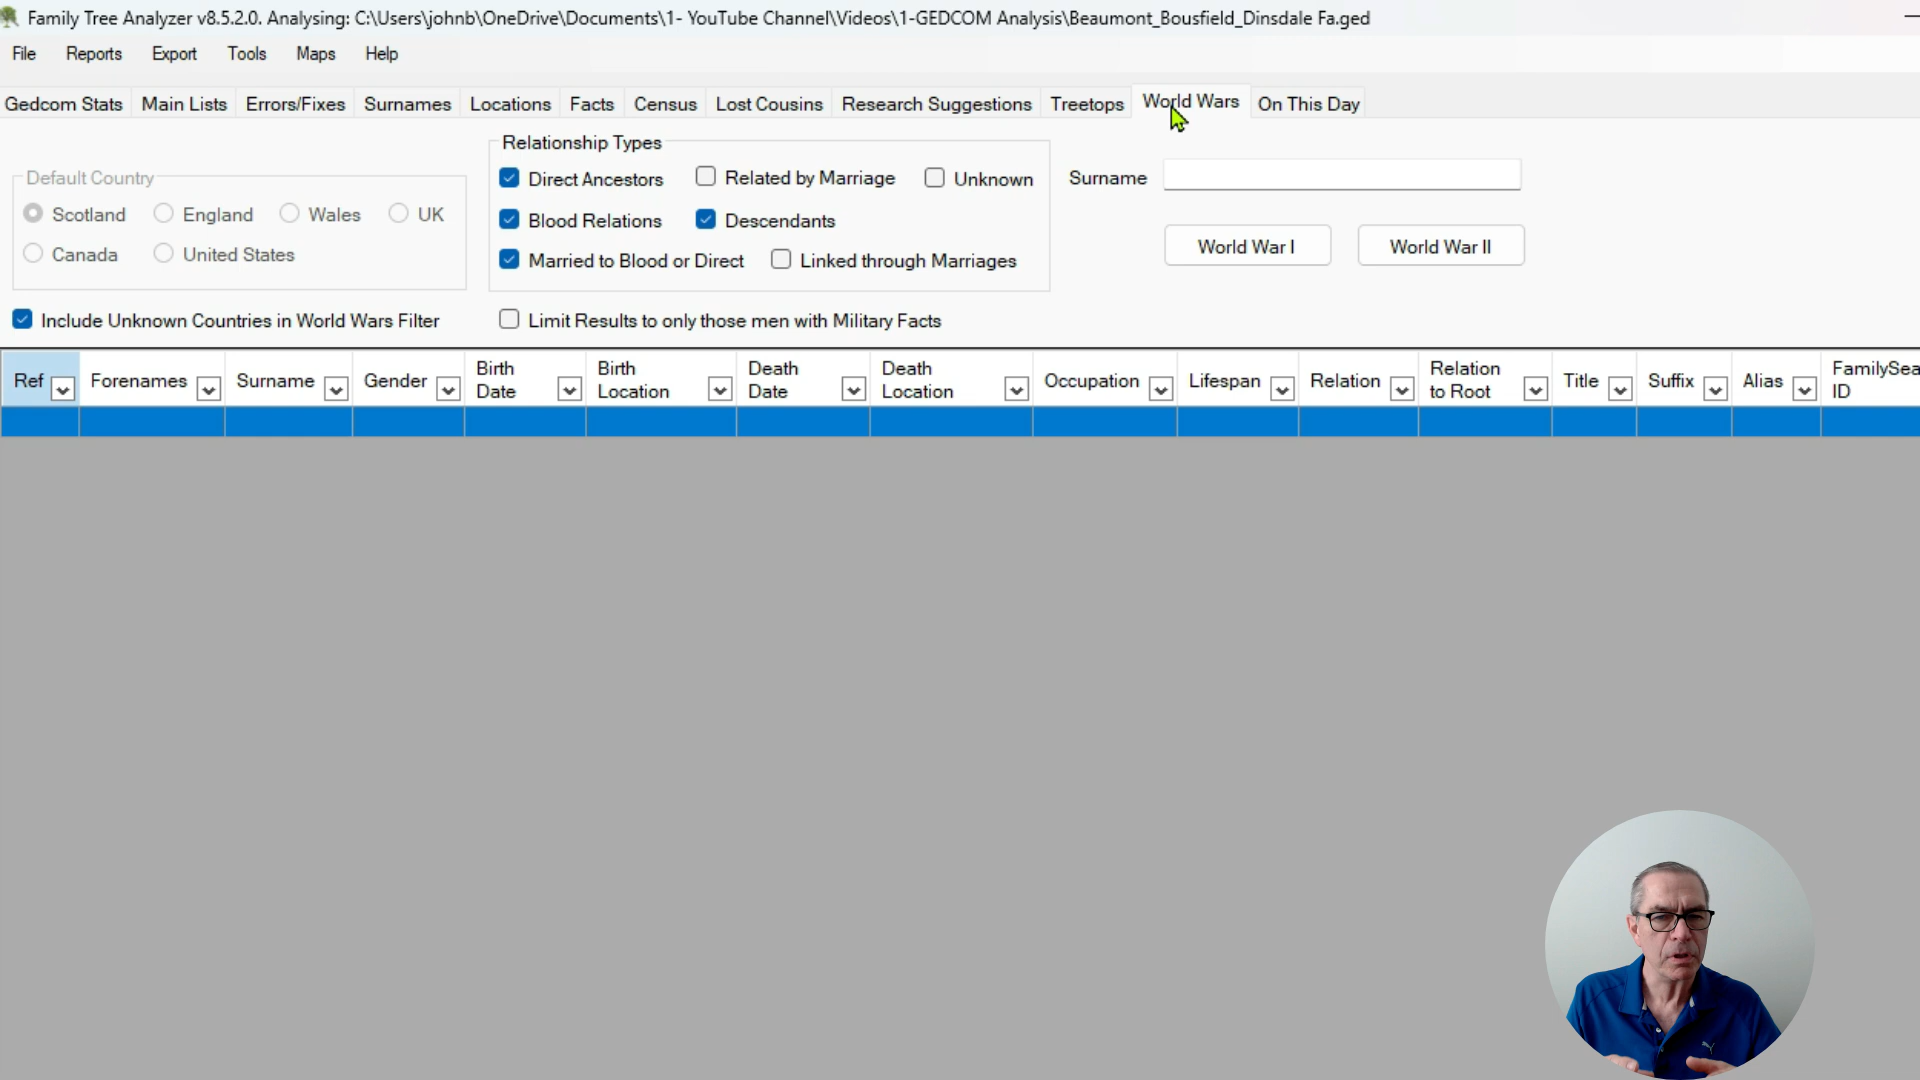 Family Tree Analyzer v8.5.2.0. Analysing: C:\Users\johnb\OneDrive\Documents\1- YouTube Channel\Videos\1-GEDCOM Analysis\Beaumont_Bousfield_Dinsdale Fa.ged
File Reports Export Tools Maps Help
Gedcom Stats Main Lists Errors/Fixes Surnames Locations Facts Census Lost Cousins Research Suggestions Treetops World Wars On This Day
Default Country
Scotland England Wales UK
Canada United States
Include Unknown Countries in World Wars Filter
Relationship Types
Direct Ancestors Related by Marriage Unknown
Blood Relations Descendants
Married to Blood or Direct Linked through Marriages
Limit Results to only those men with Military Facts
Surname
World War I World War II
Ref Forenames Surname Gender Birth Date Birth Location Death Date Death Location Occupation Lifespan Relation Relation to Root Title Suffix Alias FamilySea ID